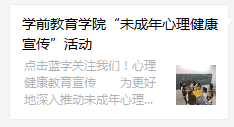 学前教育学院“未成年心理健康
宣传”活动
点击蓝字关注我们！心理
健康教育宣传 为更好
地深入推动未成年心理...